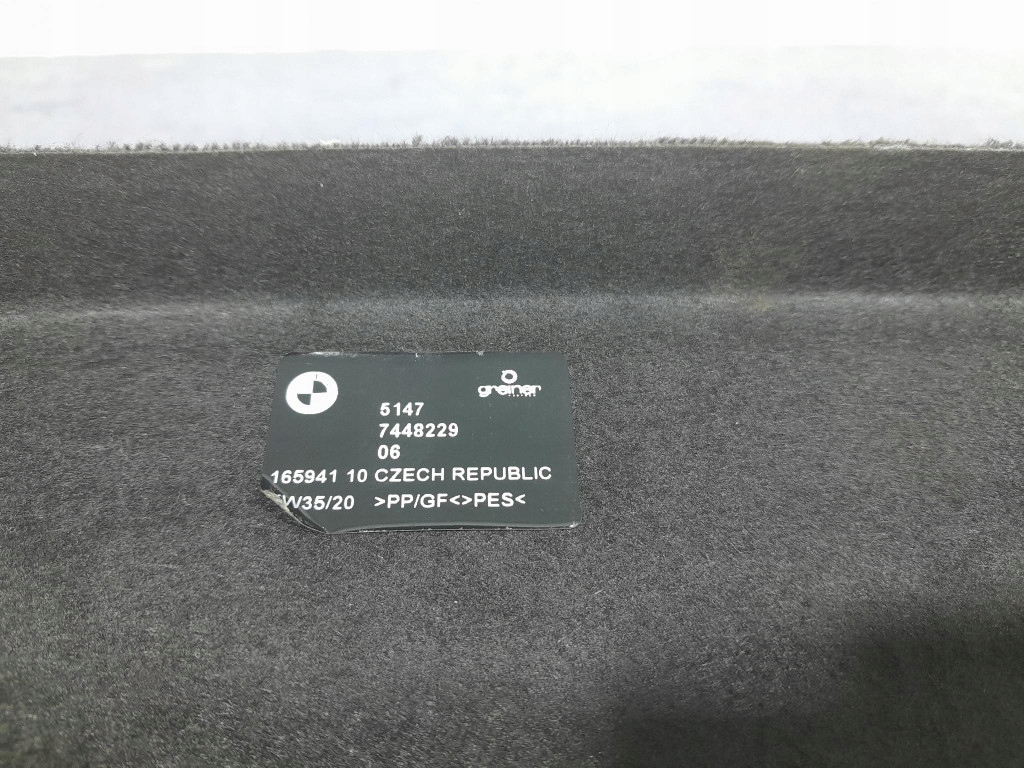 greiner
5147
7448229
06
165941 10 CZECH REPUBLIC
W35/20 >PP/GF<>PES<